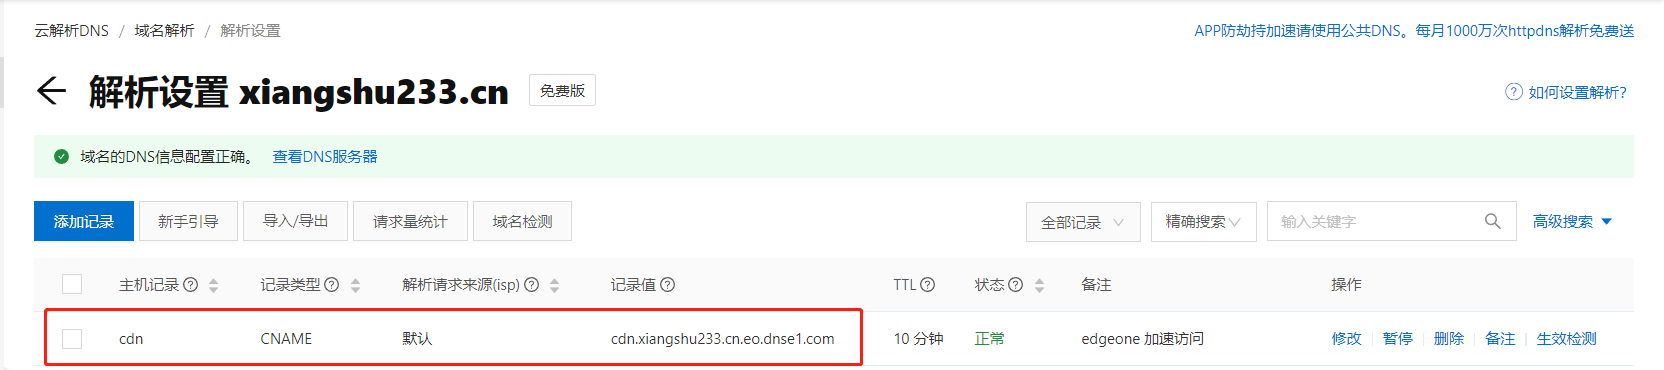 云解析DNS / 域名解析 / 解析设置
APP防劫持加速请使用公共DNS。每月1000万次httpdns解析免费送
解析设置 xiangshu233.cn 免费版
如何设置解析?
域名的DNS信息配置正确。 查看DNS服务器
添加记录 新手引导 导入/导出 请求量统计 域名检测 全部记录 精确搜索 输入关键字 高级搜索
主机记录 记录类型 解析请求来源(isp) 记录值 TTL 状态 备注 操作
cdn CNAME 默认 cdn.xiangshu233.cn.eo.dnse1.com 10 分钟 正常 edgeone 加速访问 修改 暂停 删除 备注 生效检测